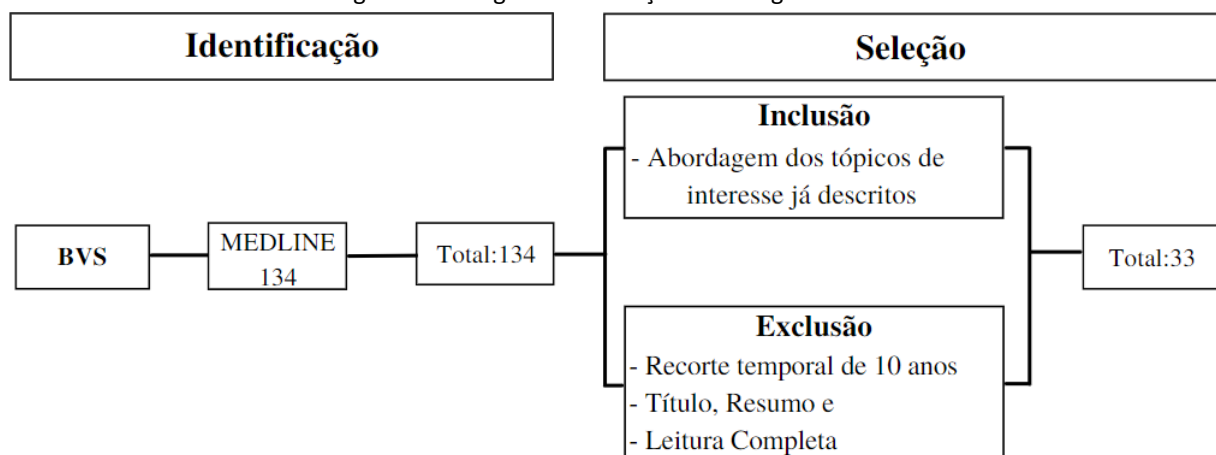 Identificação
Seleção
BVS
MEDLINE
134
Total:134
Inclusão
- Abordagem dos tópicos de
interesse já descritos
Exclusão
- Recorte temporal de 10 anos
- Título, Resumo e
- Leitura Completa
Total:33